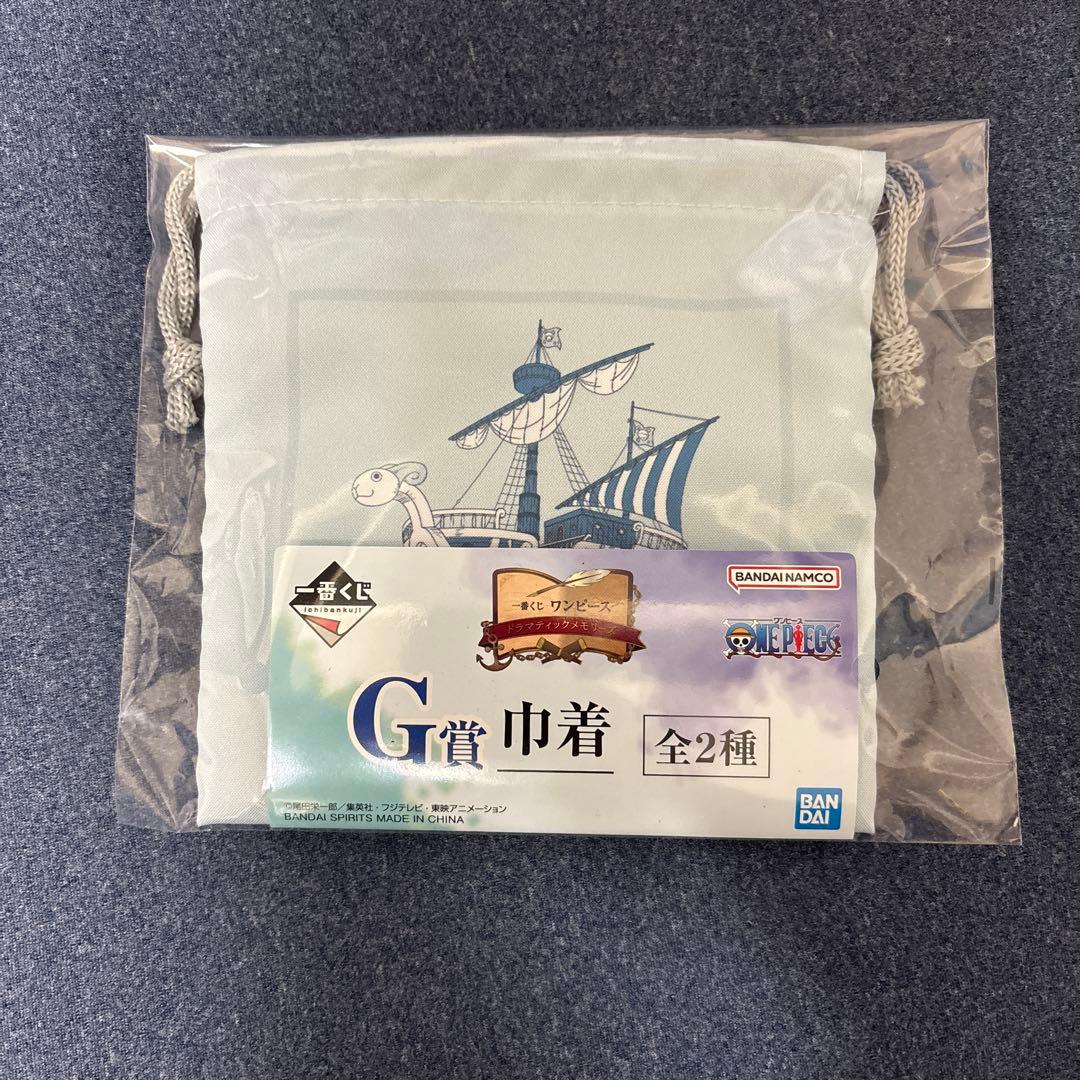 一番くじ
ichibankuji
一番くじ ワンピース
ドラマティックメモリーズ
BANDAI NAMCO
ワンピース
ONE PIECE
G賞 巾着 全2種
©尾田栄一郎／集英社・フジテレビ・東映アニメーション
BANDAI SPIRITS MADE IN CHINA
BAN
DAI